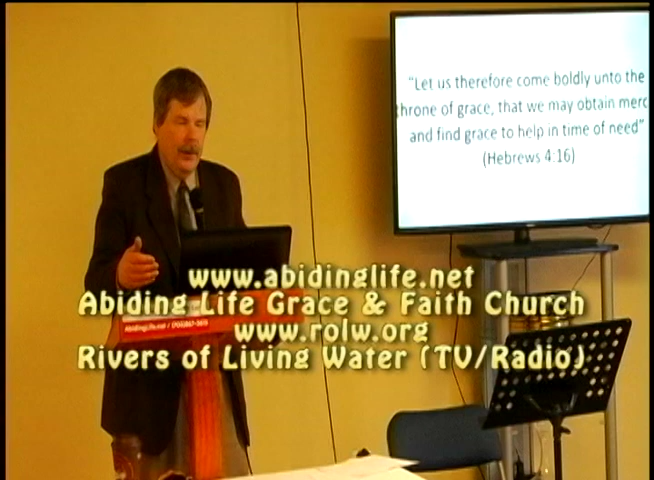 "Let us therefore come boldly unto the
throne of grace, that we may obtain merc
and find grace to help in time of need"
(Hebrews 4:16)
www.abidinglife.net
Abiding Life Grace & Faith Church
www.rolw.org
Rivers of Living Water (TV/Radio)